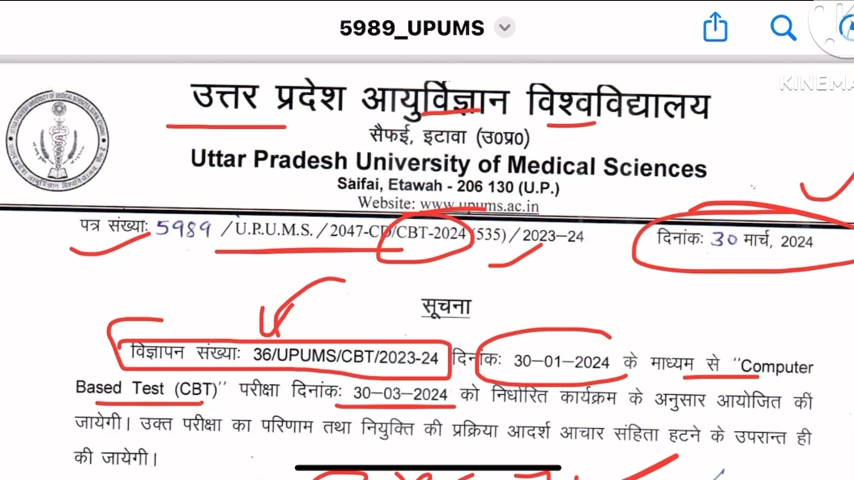 5989_UPUMS
KINEMA
उत्तर प्रदेश आयुर्विज्ञान विश्वविद्यालय
सैफई, इटावा (उ0प्र0)
Uttar Pradesh University of Medical Sciences
Saifai, Etawah - 206 130 (U.P.)
Website: www.upums.ac.in
पत्र संख्याः 5989 /U.P.U.M.S. /2047-CD/CBT-2024 (535) / 2023-24
दिनांकः 30 मार्च, 2024
सूचना
विज्ञापन संख्याः 36/UPUMS/CBT/2023-24 दिनांकः 30-01-2024 के माध्यम से "Computer
Based Test (CBT)" परीक्षा दिनांकः 30-03-2024 को निर्धारित कार्यक्रम के अनुसार आयोजित की
जायेगी। उक्त परीक्षा का परिणाम तथा नियुक्ति की प्रक्रिया आदर्श आचार संहिता हटने के उपरान्त ही
की जायेगी।